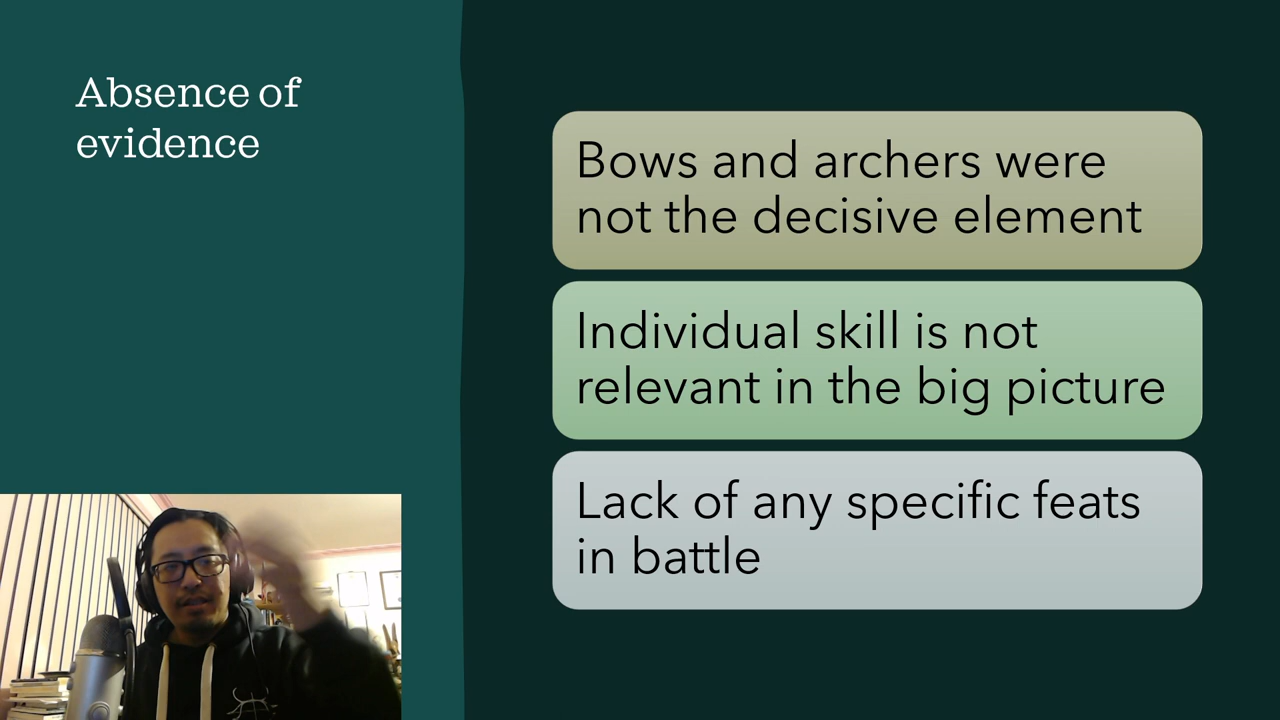 Absence of
evidence
Bows and archers were
not the decisive element
Individual skill is not
relevant in the big picture
Lack of any specific feats
in battle